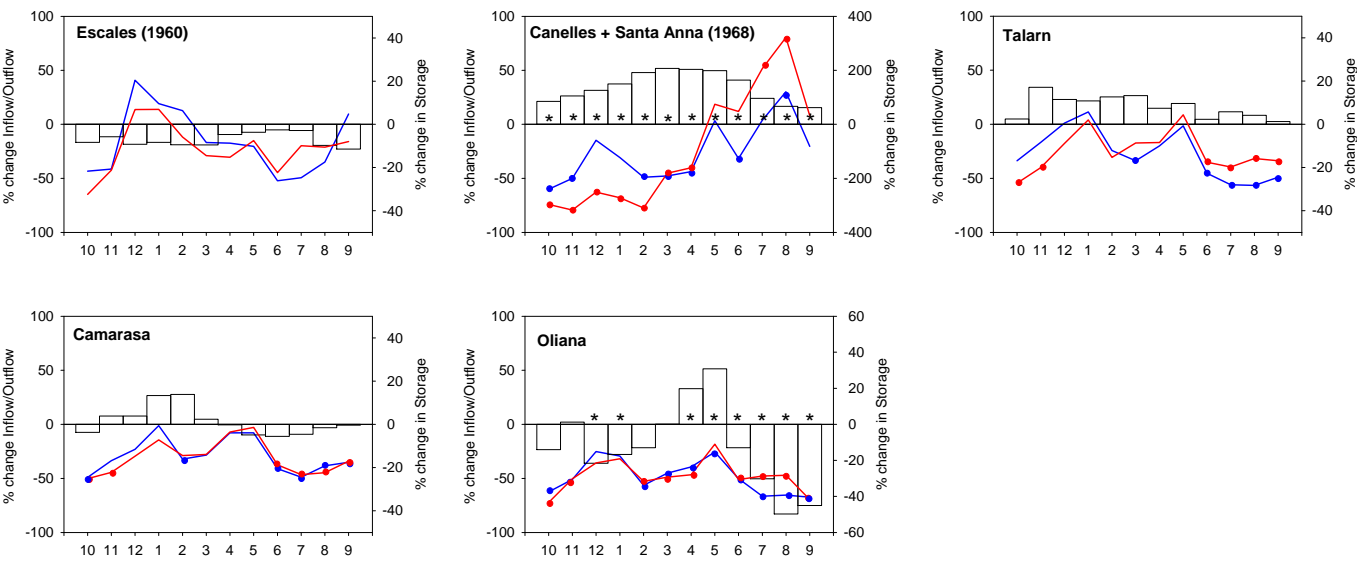 Escales (1960)
% change Inflow/Outflow
100
50
0
-50
-100
40
20
0
-20
-40
% change in Storage
10 11 12 1 2 3 4 5 6 7 8 9
Canelles + Santa Anna (1968)
% change Inflow/Outflow
100
50
0
-50
-100
400
200
0
-200
-400
% change in Storage
* * * * * * * * * * * *
10 11 12 1 2 3 4 5 6 7 8 9
Talarn
% change Inflow/Outflow
100
50
0
-50
-100
40
20
0
-20
-40
% change in Storage
10 11 12 1 2 3 4 5 6 7 8 9
Camarasa
% change Inflow/Outflow
100
50
0
-50
-100
40
20
0
-20
-40
% change in Storage
10 11 12 1 2 3 4 5 6 7 8 9
Oliana
% change Inflow/Outflow
100
50
0
-50
-100
60
40
20
0
-20
-40
-60
% change in Storage
* * * * * * * *
10 11 12 1 2 3 4 5 6 7 8 9